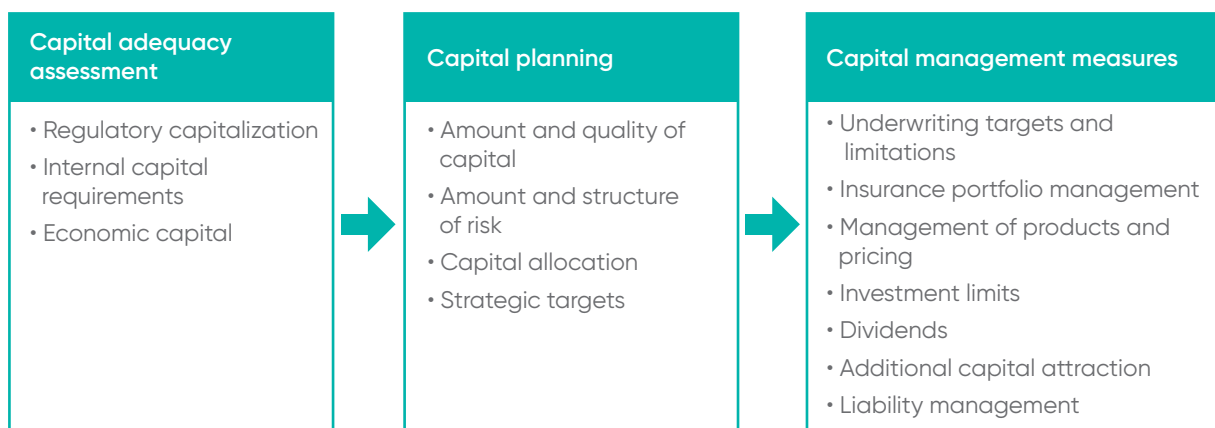 Capital adequacy
assessment
• Regulatory capitalization
• Internal capital
requirements
• Economic capital
Capital planning
• Amount and quality of
capital
• Amount and structure
of risk
• Capital allocation
• Strategic targets
Capital management measures
• Underwriting targets and
limitations
• Insurance portfolio management
• Management of products and
pricing
• Investment limits
• Dividends
• Additional capital attraction
• Liability management